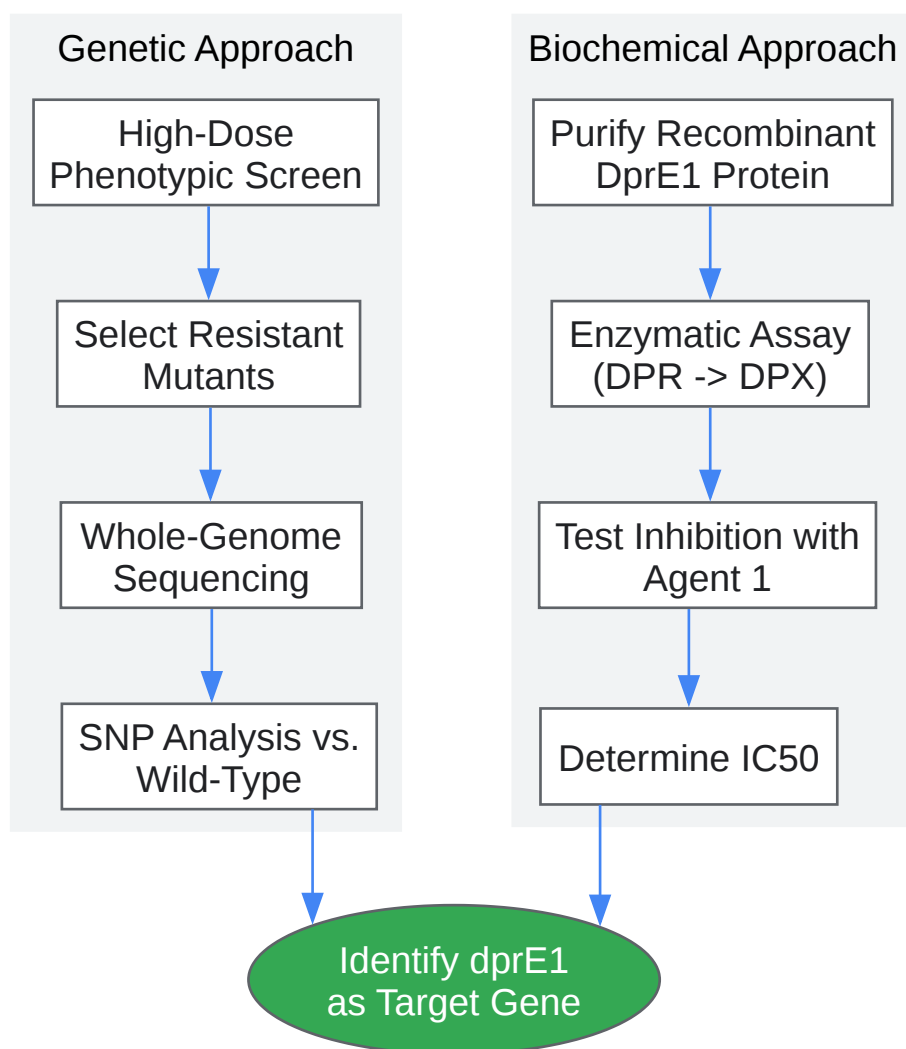 Genetic Approach
High-Dose
Phenotypic Screen
Select Resistant
Mutants
Whole-Genome
Sequencing
SNP Analysis vs.
Wild-Type
Biochemical Approach
Purify Recombinant
DprE1 Protein
Enzymatic Assay
(DPR -> DPX)
Test Inhibition with
Agent 1
Determine IC50
Identify dprE1
as Target Gene